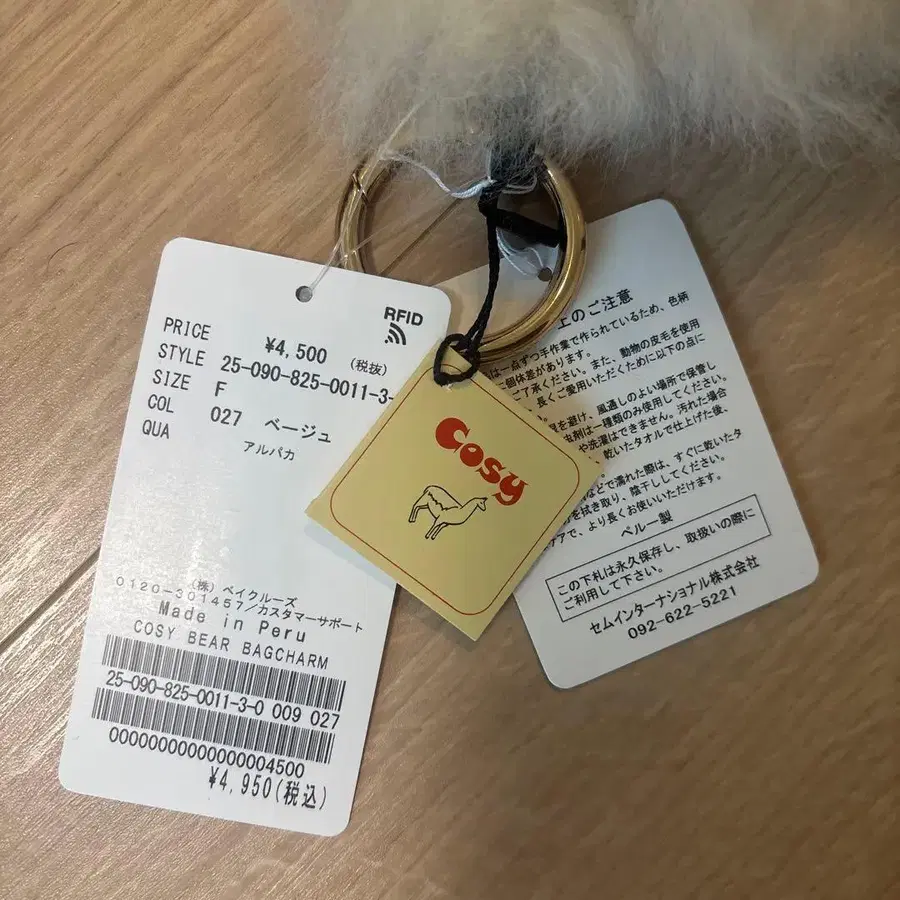 RFID
PRICE ¥4,500 (税抜)
STYLE 25-090-825-0011-3-
SIZE F
COL 027 ベージュ
QUA アルパカ
(株) ベイクルーズ
0120-301457/カスタマーサポート
Made in Peru
COSY BEAR BAGCHARM
25-090-825-0011-3-0 009 027
0000000000000000004500
¥4,950(税込)
Cosy
上のご注意
は一点ずつ手作業で作られているため、色柄
個体差があります。
ご了承ください。また、動物の皮毛を使用
長くご愛用いただくために以下の点に
を避け、風通しのよい場所で保管し
虫剤は一種類のみ使用してください。
や洗濯はできません。汚れた場合
乾いたタオルで仕上げた後、
などで濡れた際は、すぐに乾いたタ
を拭き取り、陰干ししてください。
アで、より長くお使いいただけます。
ペルー製
この下札は永久保存し、取扱いの際に
ご利用して下さい。
セムインターナショナル株式会社
092-622-5221